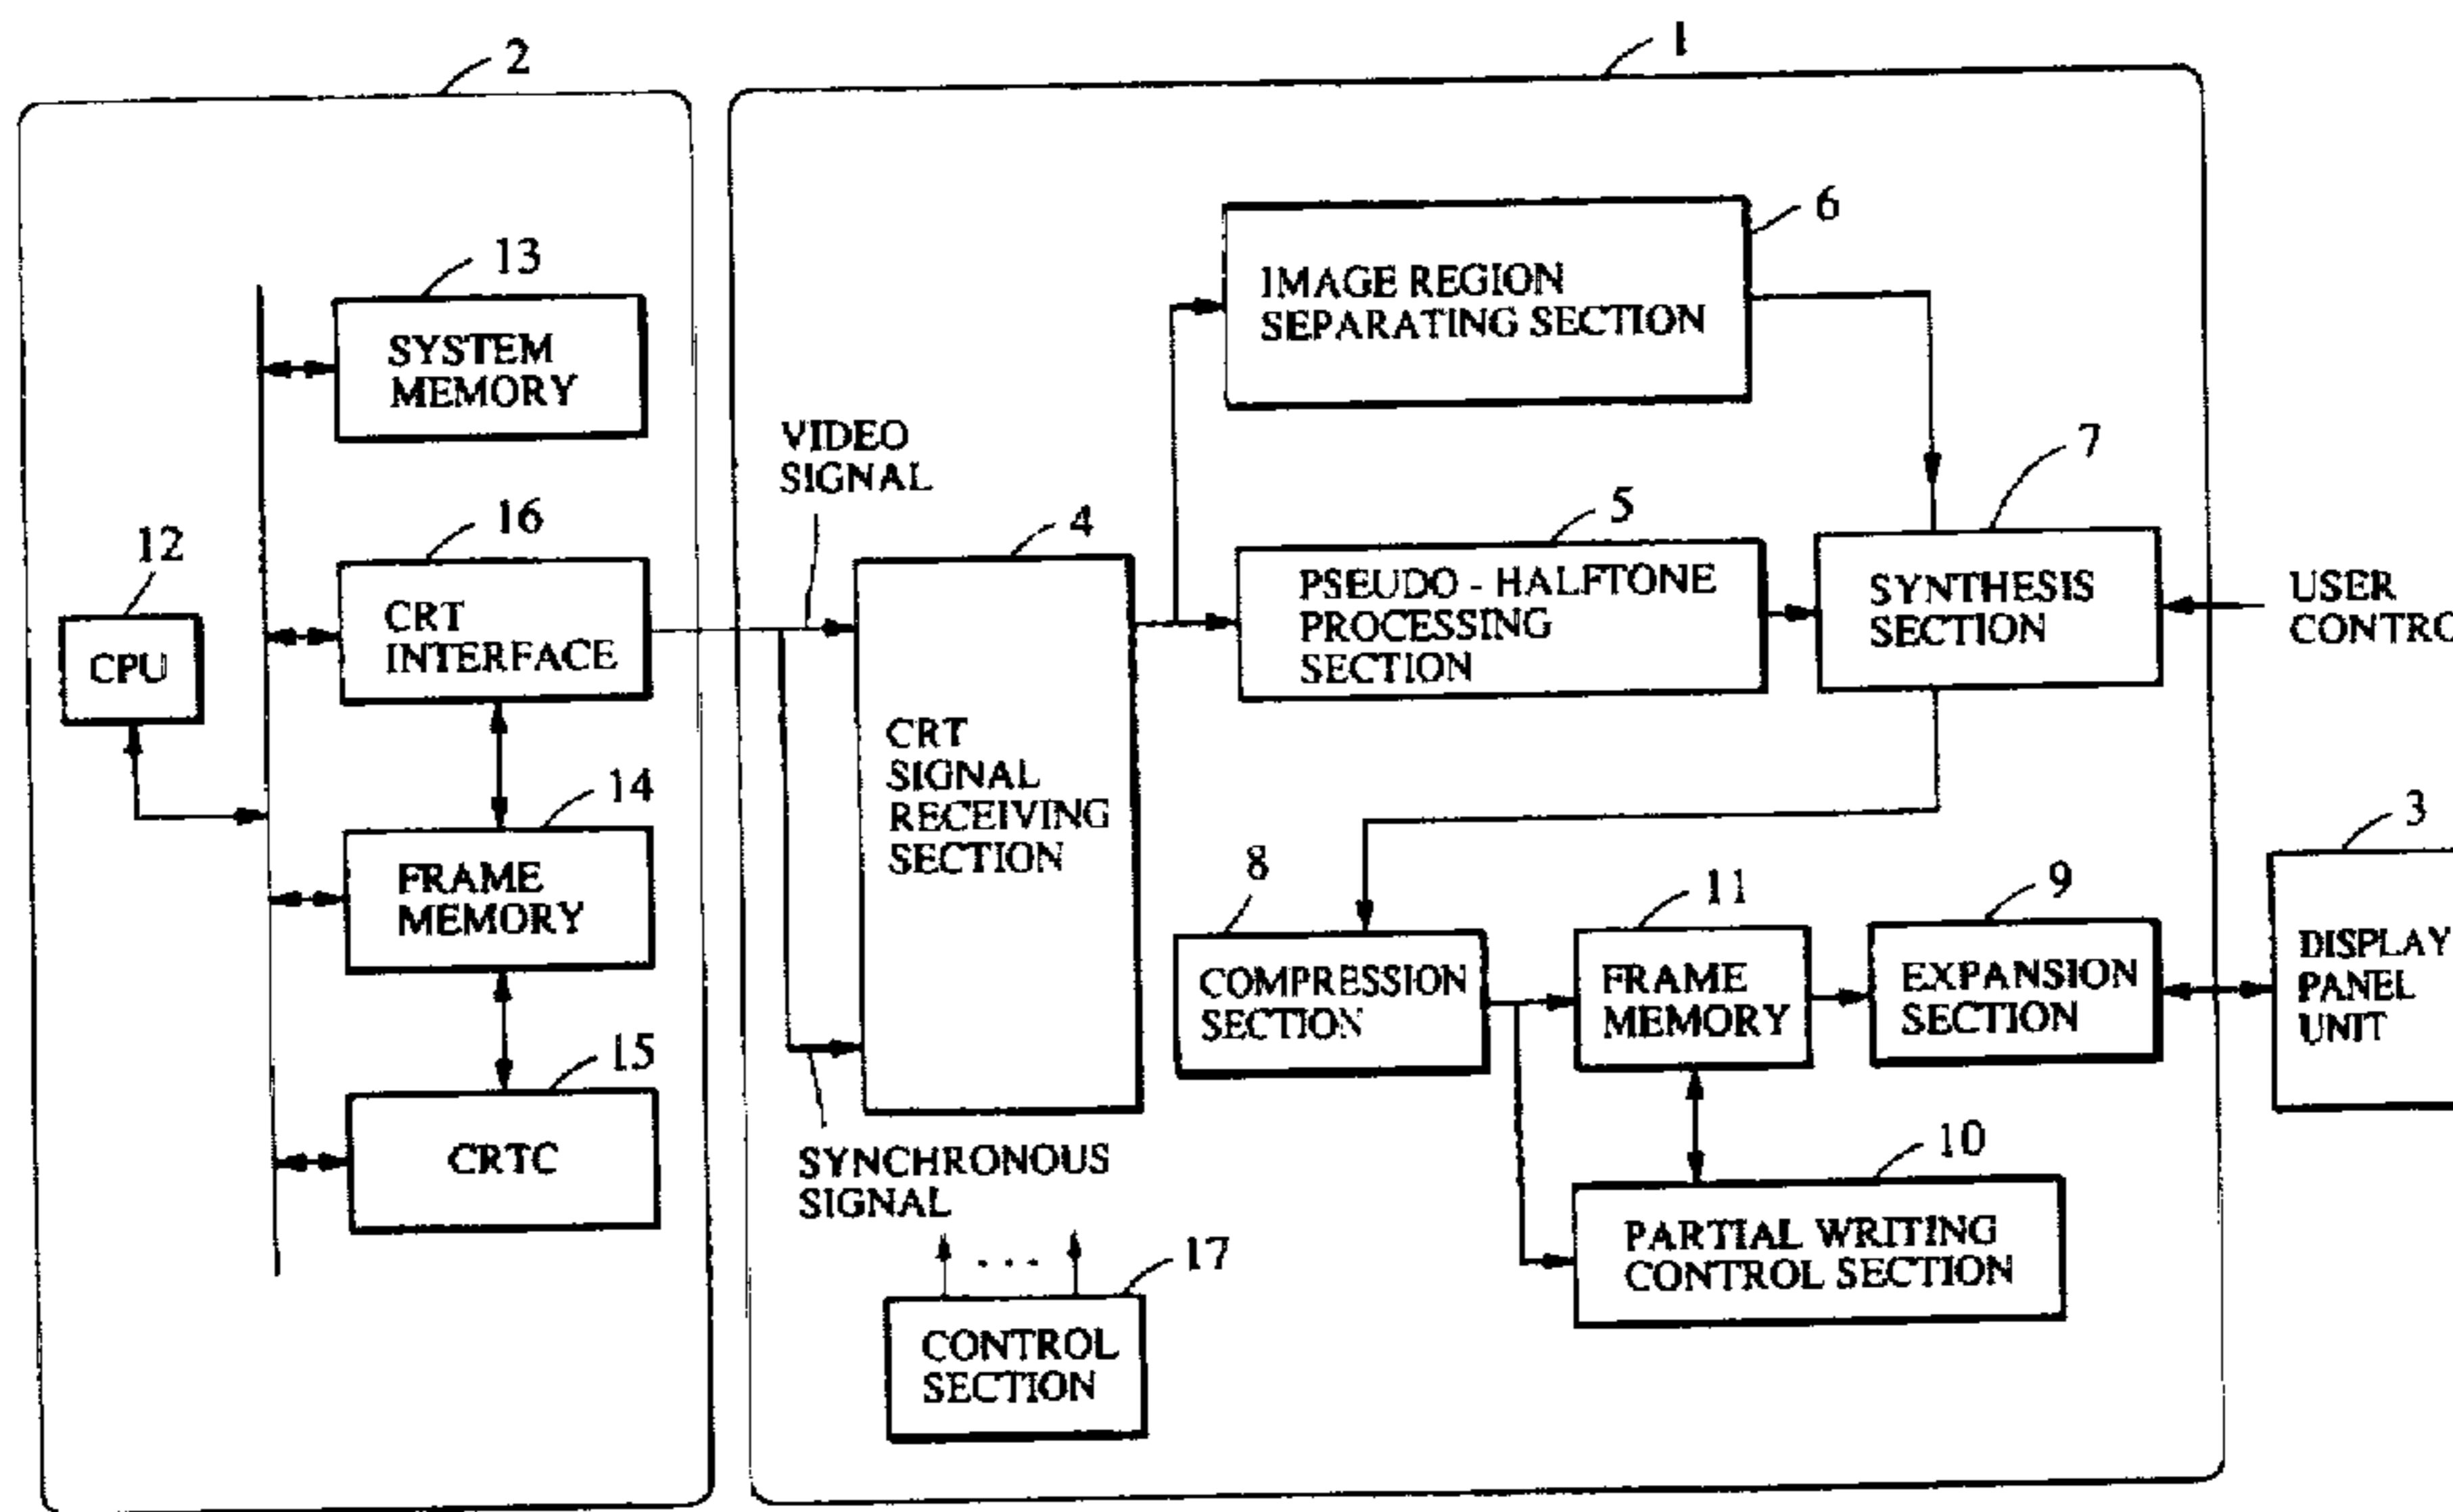 2
1
13
SYSTEM
MEMORY
6
IMAGE REGION
SEPARATING SECTION
VIDEO
SIGNAL
7
12
CPU
16
CRT
INTERFACE
4
CRT
SIGNAL
RECEIVING
SECTION
5
PSEUDO - HALFTONE
PROCESSING
SECTION
SYNTHESIS
SECTION
USER
CONTRO
14
FRAME
MEMORY
8
COMPRESSION
SECTION
11
FRAME
MEMORY
9
EXPANSION
SECTION
3
DISPLAY
PANEL
UNIT
15
CRTC
SYNCHRONOUS
SIGNAL
. . .
17
CONTROL
SECTION
10
PARTIAL WRITING
CONTROL SECTION